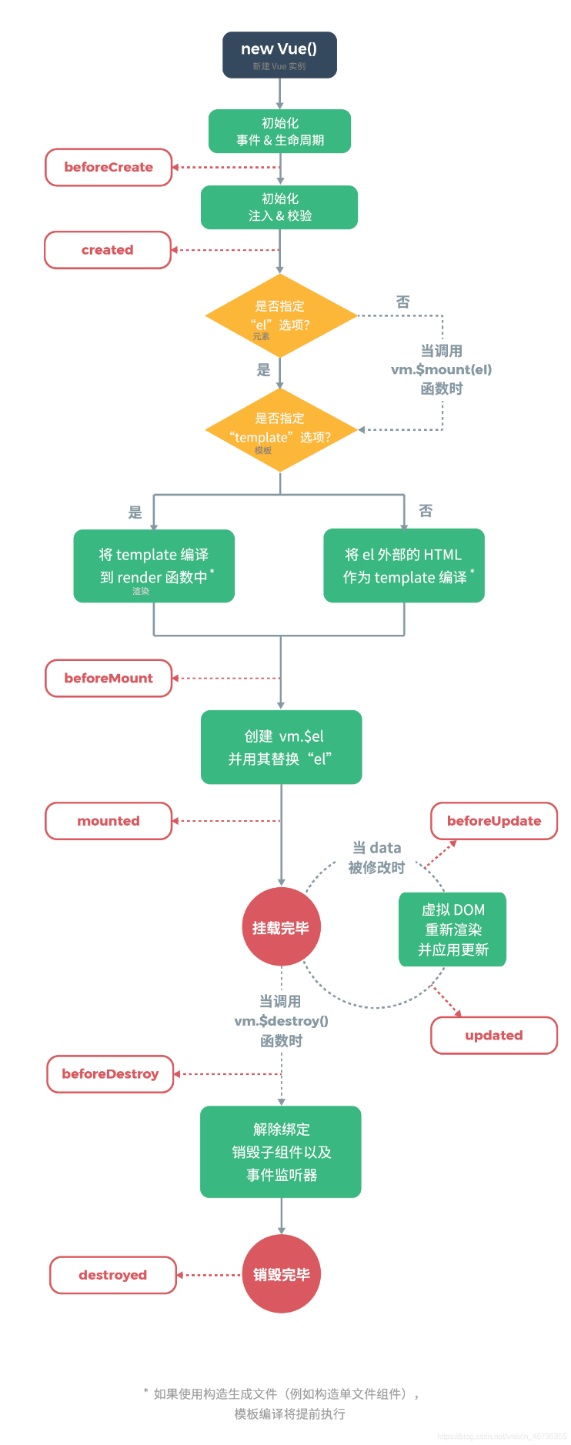 new Vue()
新建 Vue 实例
初始化
事件 & 生命周期
beforeCreate
初始化
注入 & 校验
created
是否指定
“el”选项？
元素
否
当调用
vm.$mount(el)
函数时
是
是否指定
“template”选项？
模板
是
否
将 template 编译
到 render 函数中*
渲染
将 el 外部的 HTML
作为 template 编译*
beforeMount
创建 vm.$el
并用其替换“el”
mounted
beforeUpdate
当 data
被修改时
挂载完毕
虚拟 DOM
重新渲染
并应用更新
当调用
vm.$destroy()
函数时
updated
beforeDestroy
解除绑定
销毁子组件以及
事件监听器
destroyed
销毁完毕
* 如果使用构造生成文件（例如构造单文件组件），
模板编译将提前执行